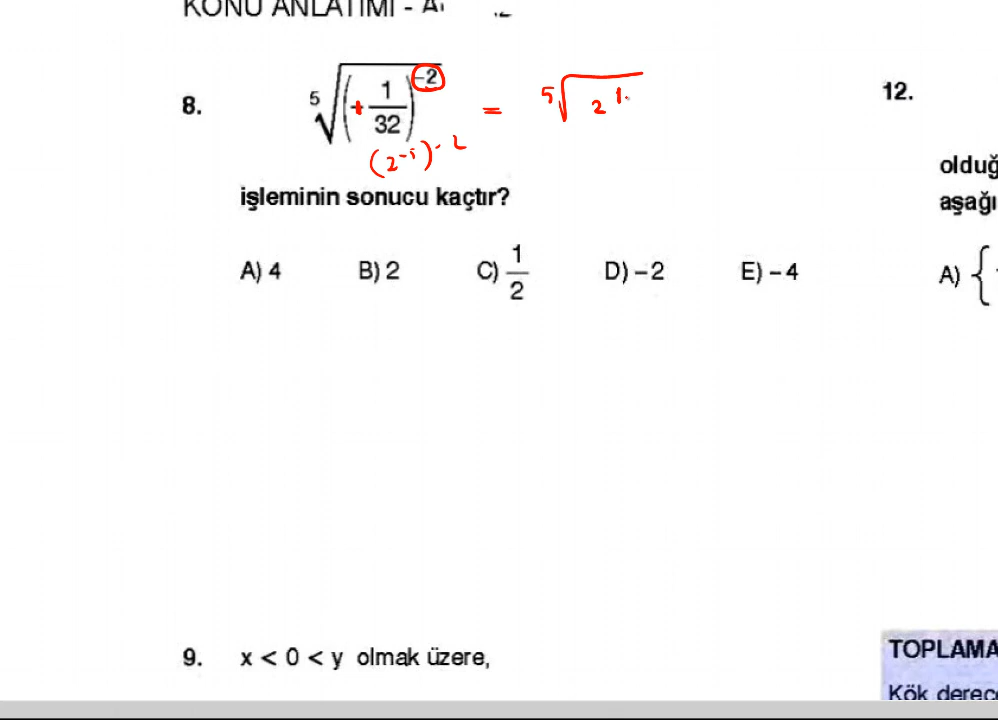 KONU ANLATIMI - A
8. ⁵√(+1/32)⁻² = ⁵√2¹·
(2⁻⁵)⁻²
işleminin sonucu kaçtır?
A) 4 B) 2 C) 1/2 D) –2 E) –4
9. x < 0 < y olmak üzere,
12.
olduğ
aşağı
A) {
TOPLAMA
Kök derec